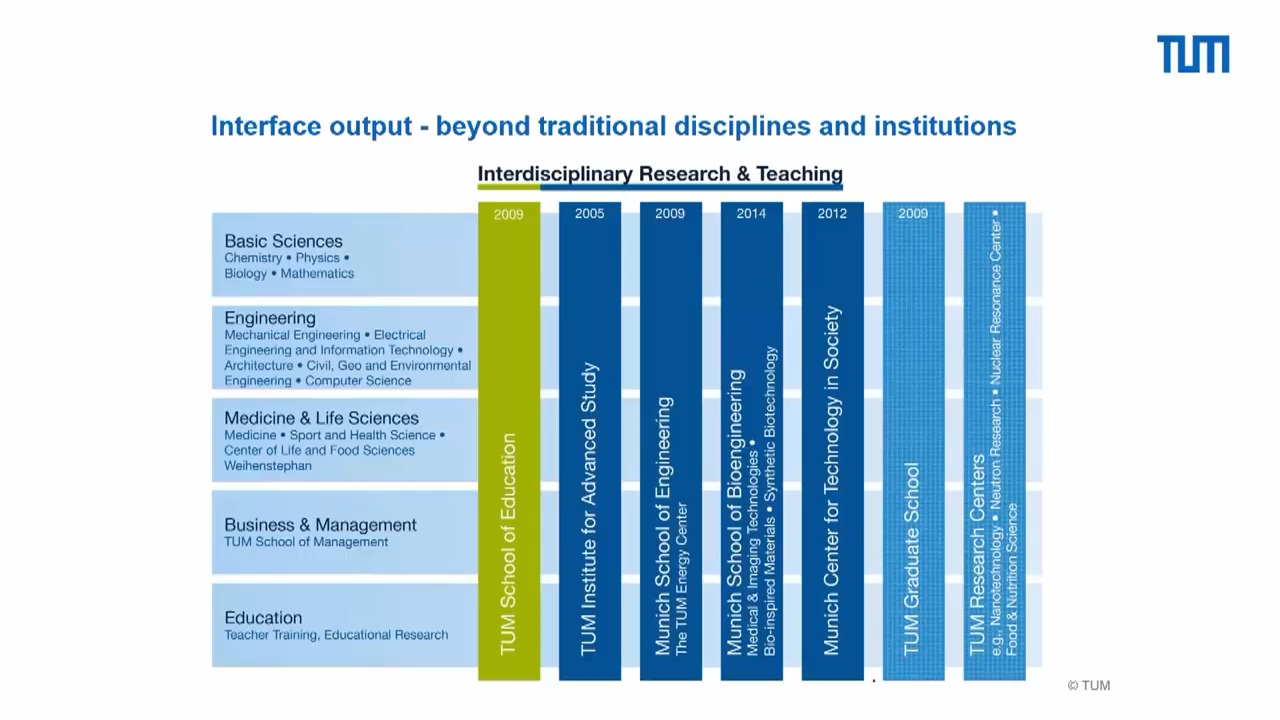 TUM
Interface output - beyond traditional disciplines and institutions
Interdisciplinary Research & Teaching
2009
2005
2009
2014
2012
2009
Basic Sciences
Chemistry • Physics •
Biology • Mathematics
Engineering
Mechanical Engineering • Electrical
Engineering and Information Technology •
Architecture • Civil, Geo and Environmental
Engineering • Computer Science
Medicine & Life Sciences
Medicine • Sport and Health Science •
Center of Life and Food Sciences
Weihenstephan
Business & Management
TUM School of Management
Education
Teacher Training, Educational Research
TUM School of Education
TUM Institute for Advanced Study
Munich School of Engineering
The TUM Energy Center
Munich School of Bioengineering
Medical & Imaging Technologies •
Bio-inspired Materials • Synthetic Biotechnology
Munich Center for Technology in Society
TUM Graduate School
TUM Research Centers
e.g., Nanotechnology • Neutron Research • Nuclear Resonance Center •
Food & Nutrition Science
© TUM